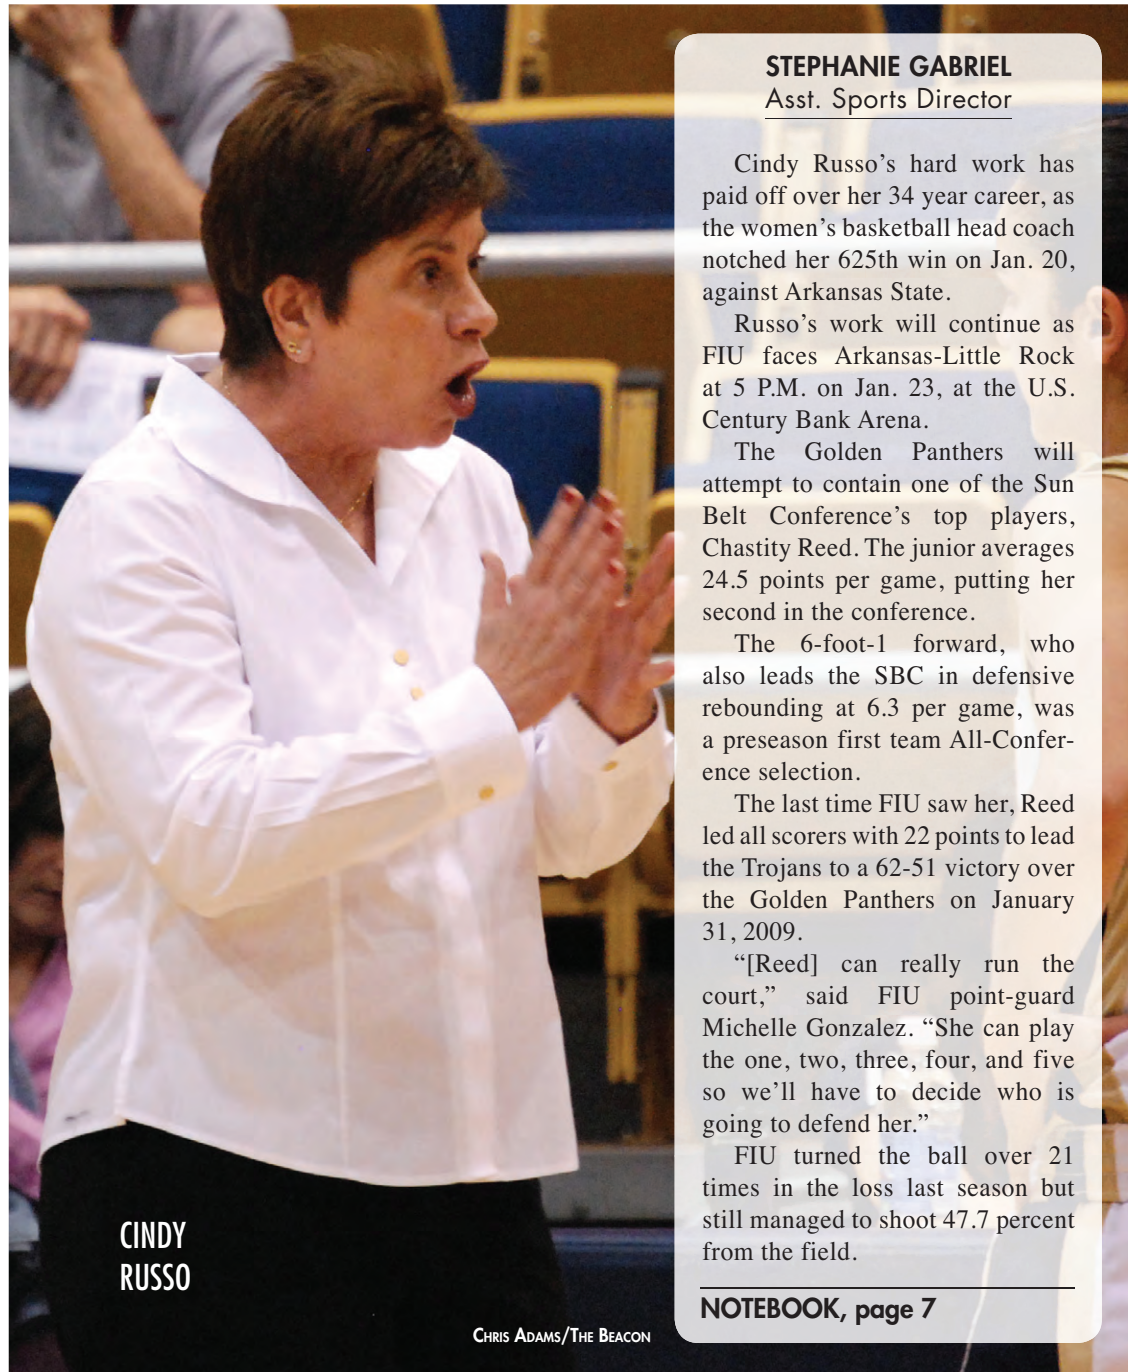 STEPHANIE GABRIEL
Asst. Sports Director
Cindy Russo's hard work has
paid off over her 34 year career, as
the women's basketball head coach
notched her 625th win on Jan. 20,
against Arkansas State.
Russo's work will continue as
FIU faces Arkansas-Little Rock
at 5 P.M. on Jan. 23, at the U.S.
Century Bank Arena.
The Golden Panthers will
attempt to contain one of the Sun
Belt Conference's top players,
Chastity Reed. The junior averages
24.5 points per game, putting her
second in the conference.
The 6-foot-1 forward, who
also leads the SBC in defensive
rebounding at 6.3 per game, was
a preseason first team All-Confer-
ence selection.
The last time FIU saw her, Reed
led all scorers with 22 points to lead
the Trojans to a 62-51 victory over
the Golden Panthers on January
31, 2009.
“[Reed] can really run the
court,” said FIU point-guard
Michelle Gonzalez. “She can play
the one, two, three, four, and five
so we'll have to decide who is
going to defend her.”
FIU turned the ball over 21
times in the loss last season but
still managed to shoot 47.7 percent
from the field.
NOTEBOOK, page 7
CINDY
RUSSO
CHRIS ADAMS/THE BEACON